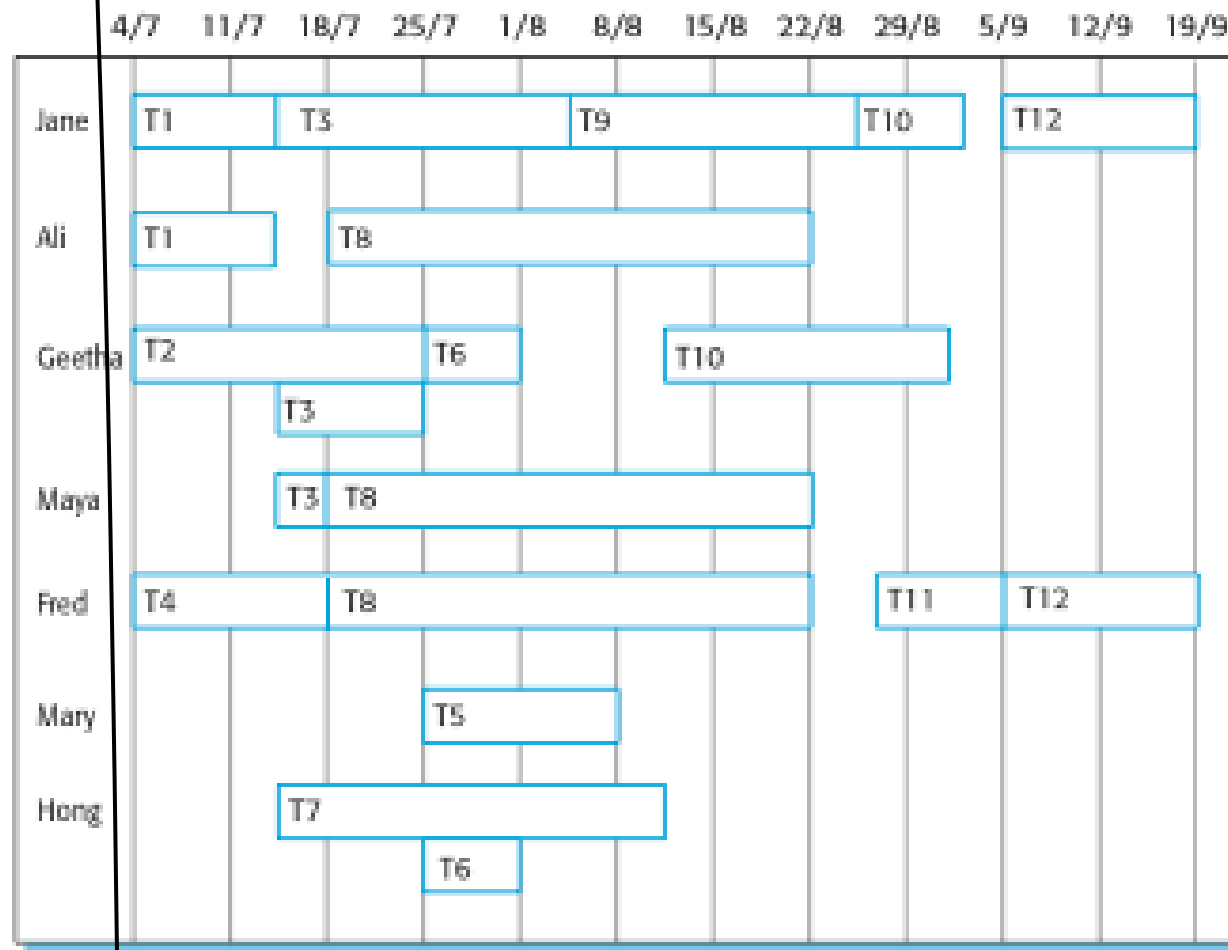 4/7 11/7 18/7 25/7 1/8 8/8 15/8 22/8 29/8 5/9 12/9 19/9
Jane T1 T3 T9 T10 T12
Ali T1 T8
Geetha T2 T6 T10
T3
Maya T3 T8
Fred T4 T8 T11 T12
Mary T5
Hong T7
T6